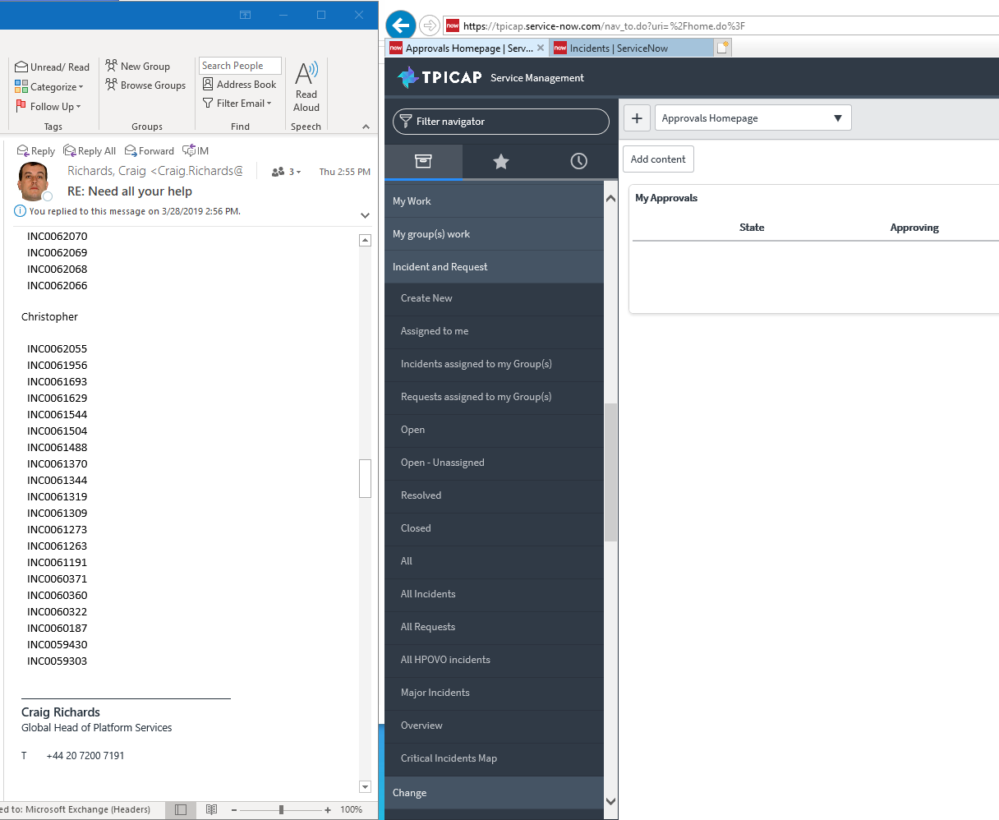 Unread/ Read
Categorize
Follow Up
Tags
New Group
Browse Groups
Groups
Search People
Address Book
Filter Email
Find
Read
Aloud
Speech
Reply
Reply All
Forward
IM
Richards, Craig <Craig.Richards@
3
Thu 2:55 PM
RE: Need all your help
You replied to this message on 3/28/2019 2:56 PM.
INC0062070
INC0062069
INC0062068
INC0062066
Christopher
INC0062055
INC0061956
INC0061693
INC0061629
INC0061544
INC0061504
INC0061488
INC0061370
INC0061344
INC0061319
INC0061309
INC0061273
INC0061263
INC0061191
INC0060371
INC0060360
INC0060322
INC0060187
INC0059430
INC0059303
Craig Richards
Global Head of Platform Services
T +44 20 7200 7191
ed to: Microsoft Exchange (Headers)
100%
now https://tpicap.service-now.com/nav_to.do?uri=%2Fhome.do%3F
now Approvals Homepage | Serv...
now Incidents | ServiceNow
TPICAP Service Management
Filter navigator
My Work
My group(s) work
Incident and Request
Create New
Assigned to me
Incidents assigned to my Group(s)
Requests assigned to my Group(s)
Open
Open - Unassigned
Resolved
Closed
All
All Incidents
All Requests
All HPOVO incidents
Major Incidents
Overview
Critical Incidents Map
Change
Approvals Homepage
Add content
My Approvals
State Approving